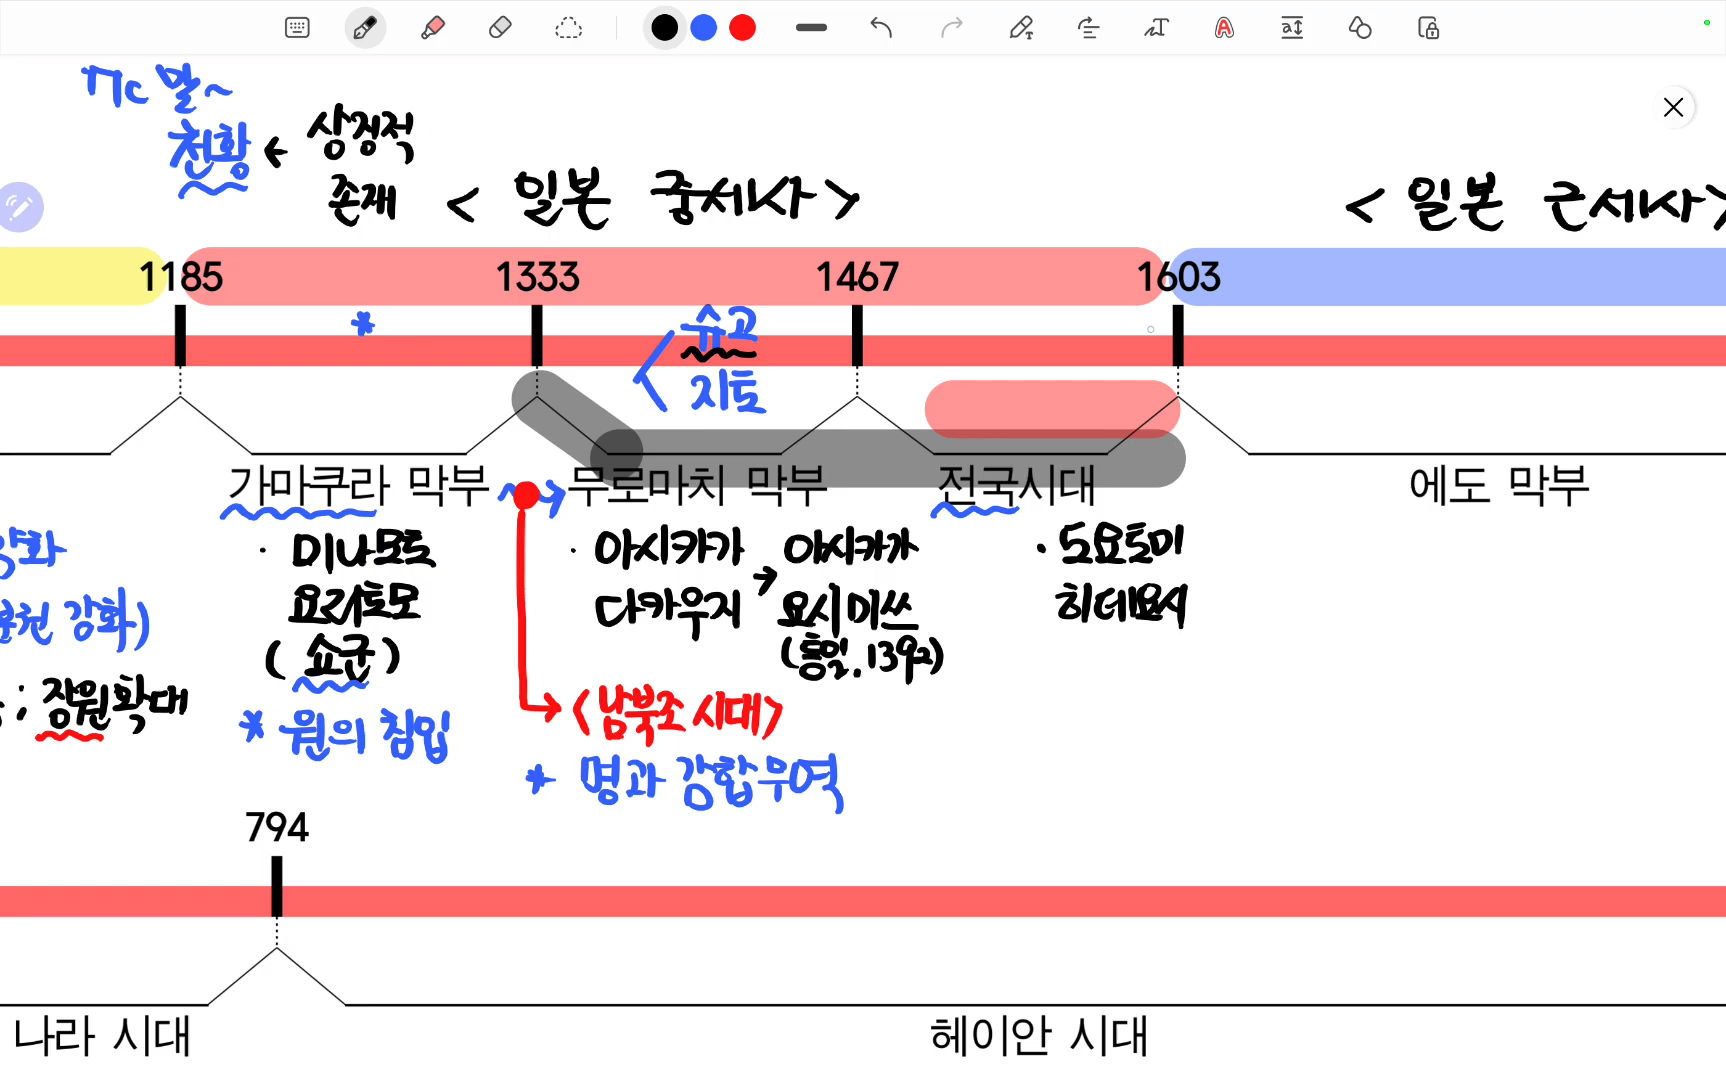 7C 말~
천황 ← 상징적
존재
< 일본 중세사 >
< 일본 근세사 >
1185
1333
1467
1603
*
< 슈고
지토
가마쿠라 막부
무로마치 막부
전국시대
에도 막부
약화
강화)
; 장원확대
· 미나모토
요리토모
( 쇼군 )
* 원의 침입
· 아시카가
다카우지
→ 아시카가
요시미쓰
(통일.1392)
· 도요토미
히데요시
<남북조 시대>
* 명과 감합무역
794
나라 시대
헤이안 시대